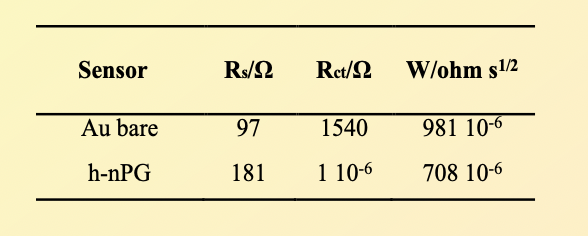 Sensor Rs/Ω Rct/Ω W/ohm s1/2
Au bare 97 1540 981 10-6
h-nPG 181 1 10-6 708 10-6